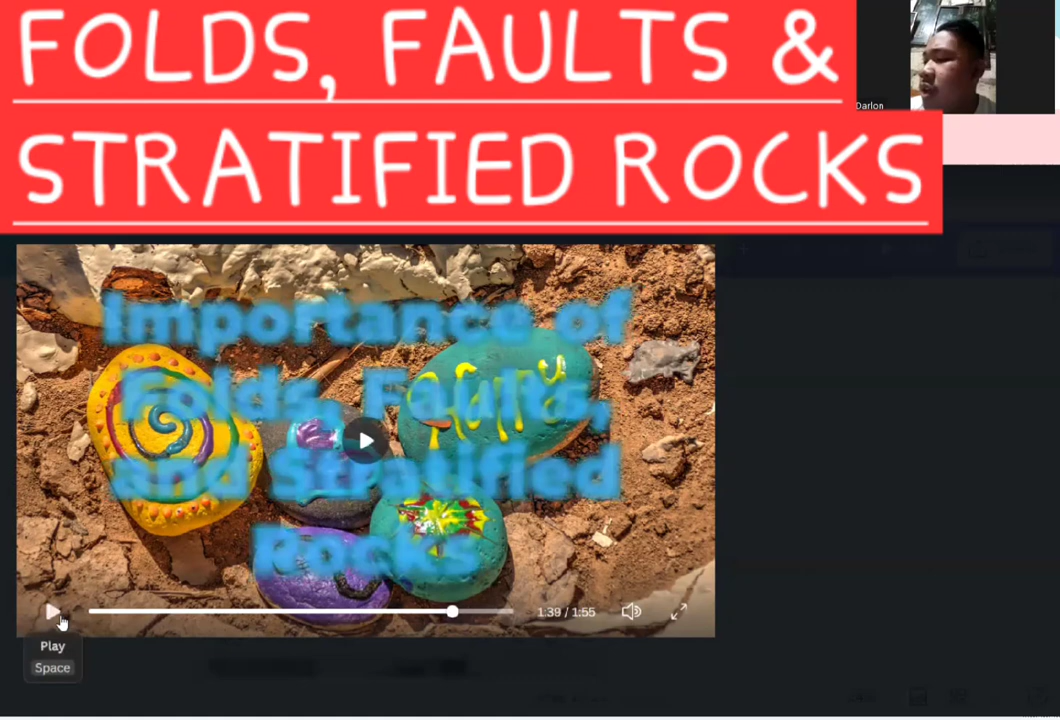 FOLDS, FAULTS &
STRATIFIED ROCKS
Darlon
Importance of
Folds, Faults,
and Stratified
Rocks
1:39 / 1:55
Play
Space